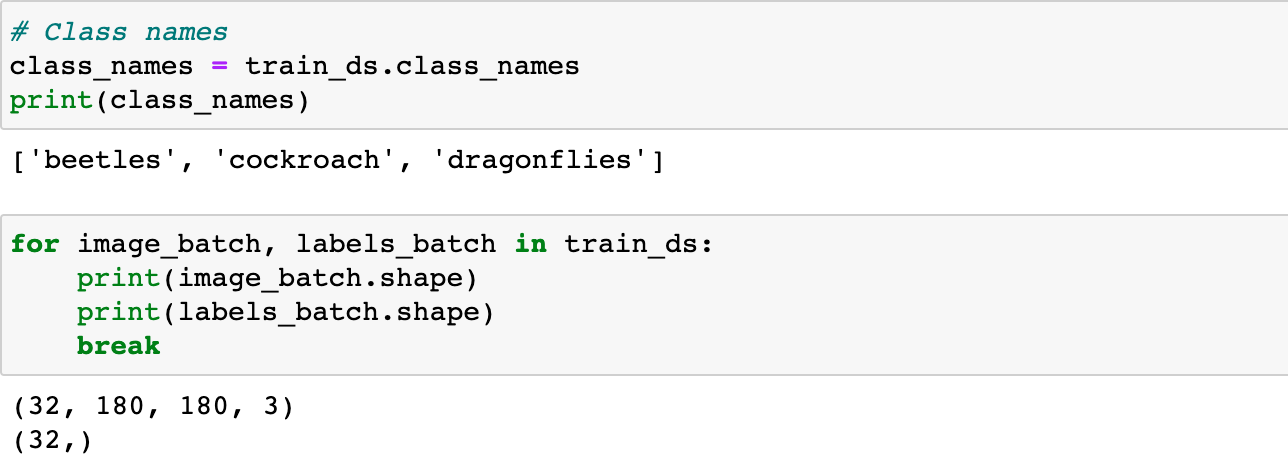 # Class names
class_names = train_ds.class_names
print(class_names)
['beetles', 'cockroach', 'dragonflies']
for image_batch, labels_batch in train_ds:
    print(image_batch.shape)
    print(labels_batch.shape)
    break
(32, 180, 180, 3)
(32,)